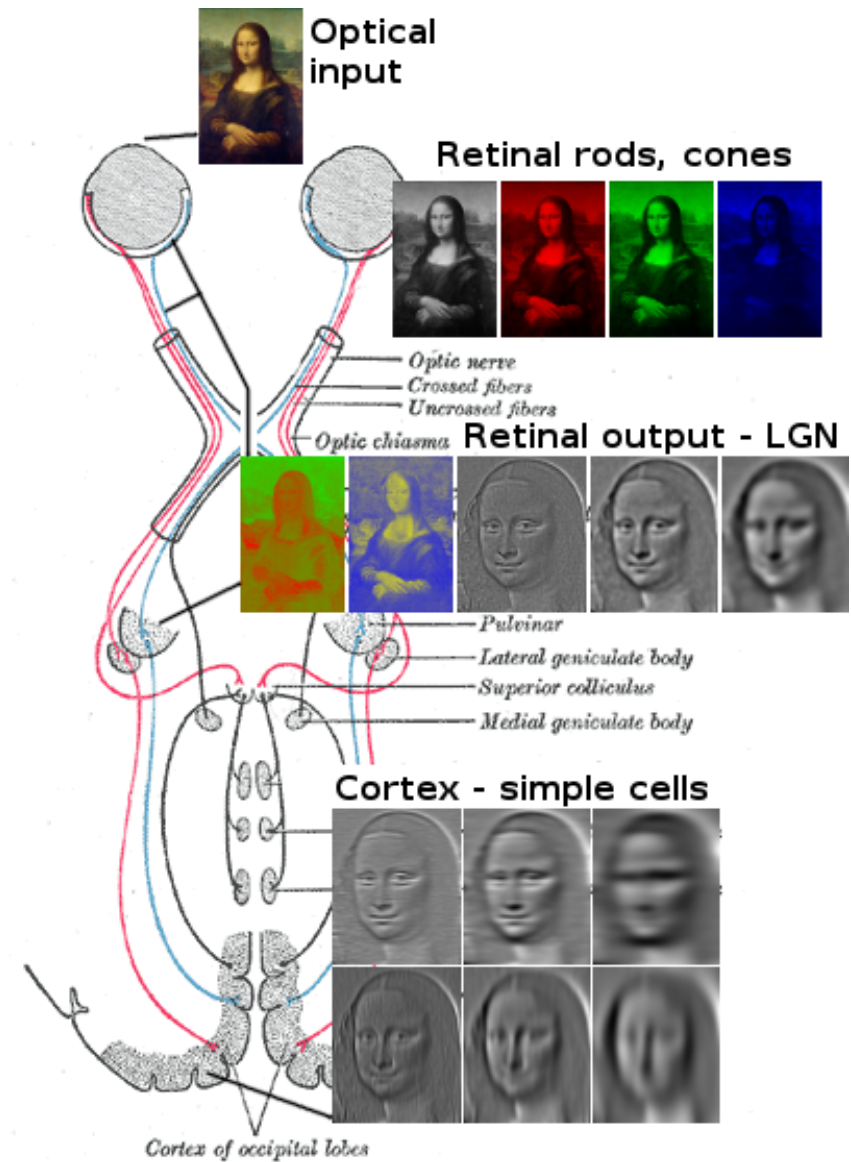 Optical
input
Retinal rods, cones
Optic nerve
Crossed fibers
Uncrossed fibers
Optic chiasma
Retinal output - LGN
Pulvinar
Lateral geniculate body
Superior colliculus
Medial geniculate body
Cortex - simple cells
Cortex of occipital lobes